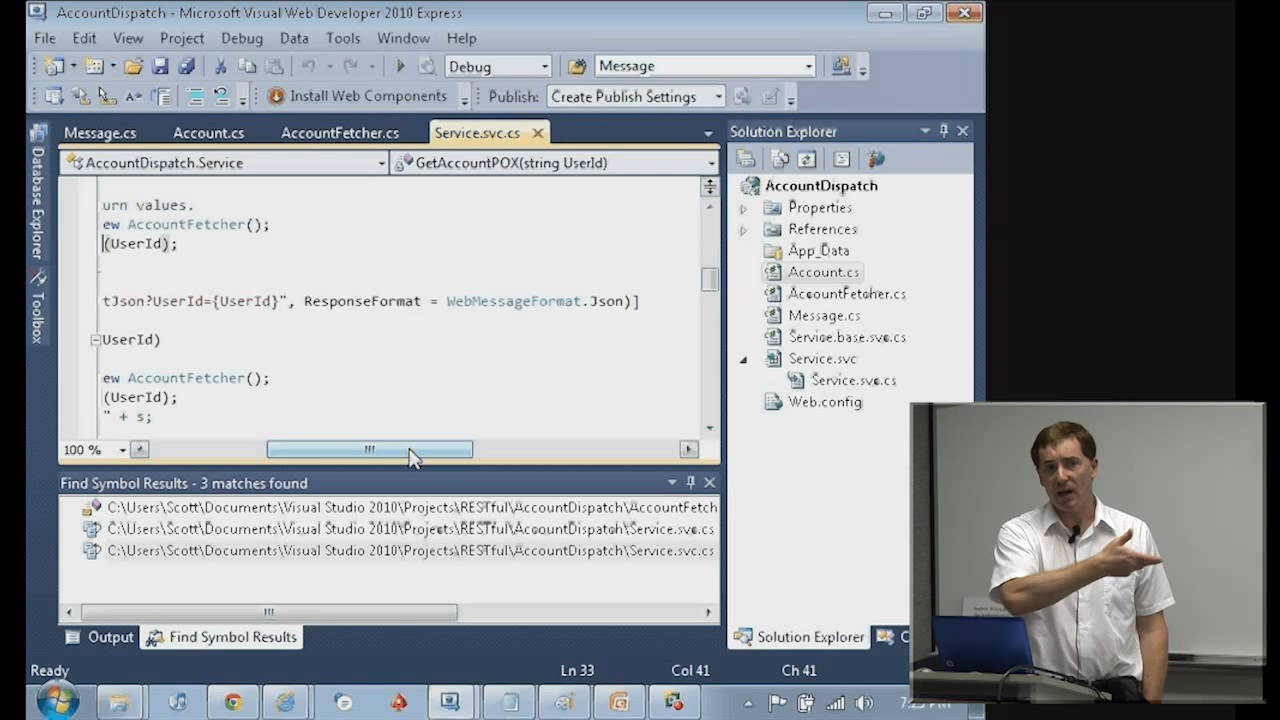 AccountDispatch - Microsoft Visual Web Developer 2010 Express
File Edit View Project Debug Data Tools Window Help
Debug Message
Install Web Components Publish: Create Publish Settings
Message.cs Account.cs AccountFetcher.cs Service.svc.cs
AccountDispatch.Service GetAccountPOX(string UserId)
urn values.
ew AccountFetcher();
(UserId);
tJson?UserId={UserId}", ResponseFormat = WebMessageFormat.Json)]
UserId)
ew AccountFetcher();
(UserId);
" + s;
100 %
Database Explorer
Toolbox
Solution Explorer
AccountDispatch
Properties
References
App_Data
Account.cs
AccountFetcher.cs
Message.cs
Service.base.svc.cs
Service.svc
Service.svc.cs
Web.config
Find Symbol Results - 3 matches found
C:\Users\Scott\Documents\Visual Studio 2010\Projects\RESTful\AccountDispatch\AccountFetch
C:\Users\Scott\Documents\Visual Studio 2010\Projects\RESTful\AccountDispatch\Service.svc.cs
C:\Users\Scott\Documents\Visual Studio 2010\Projects\RESTful\AccountDispatch\Service.svc.cs
Output Find Symbol Results
Solution Explorer
Ready Ln 33 Col 41 Ch 41